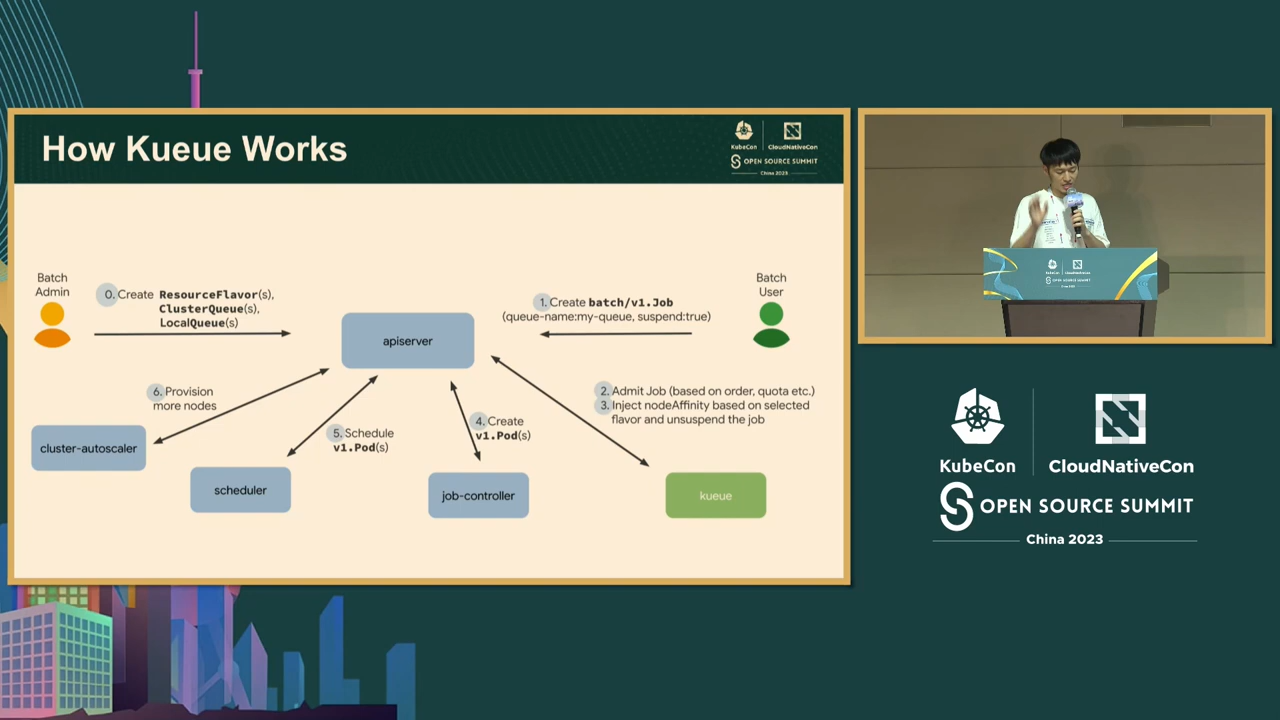 How Kueue Works
KubeCon
CloudNativeCon
OPEN SOURCE SUMMIT
China 2023
Batch
Admin
0. Create ResourceFlavor(s),
ClusterQueue(s),
LocalQueue(s)
apiserver
1. Create batch/v1.Job
(queue-name:my-queue, suspend:true)
Batch
User
6. Provision
more nodes
5. Schedule
v1.Pod(s)
4. Create
v1.Pod(s)
2. Admit Job (based on order, quota etc.)
3. Inject nodeAffinity based on selected
flavor and unsuspend the job
cluster-autoscaler
scheduler
job-controller
kueue
KubeCon
CloudNativeCon
OPEN SOURCE SUMMIT
China 2023